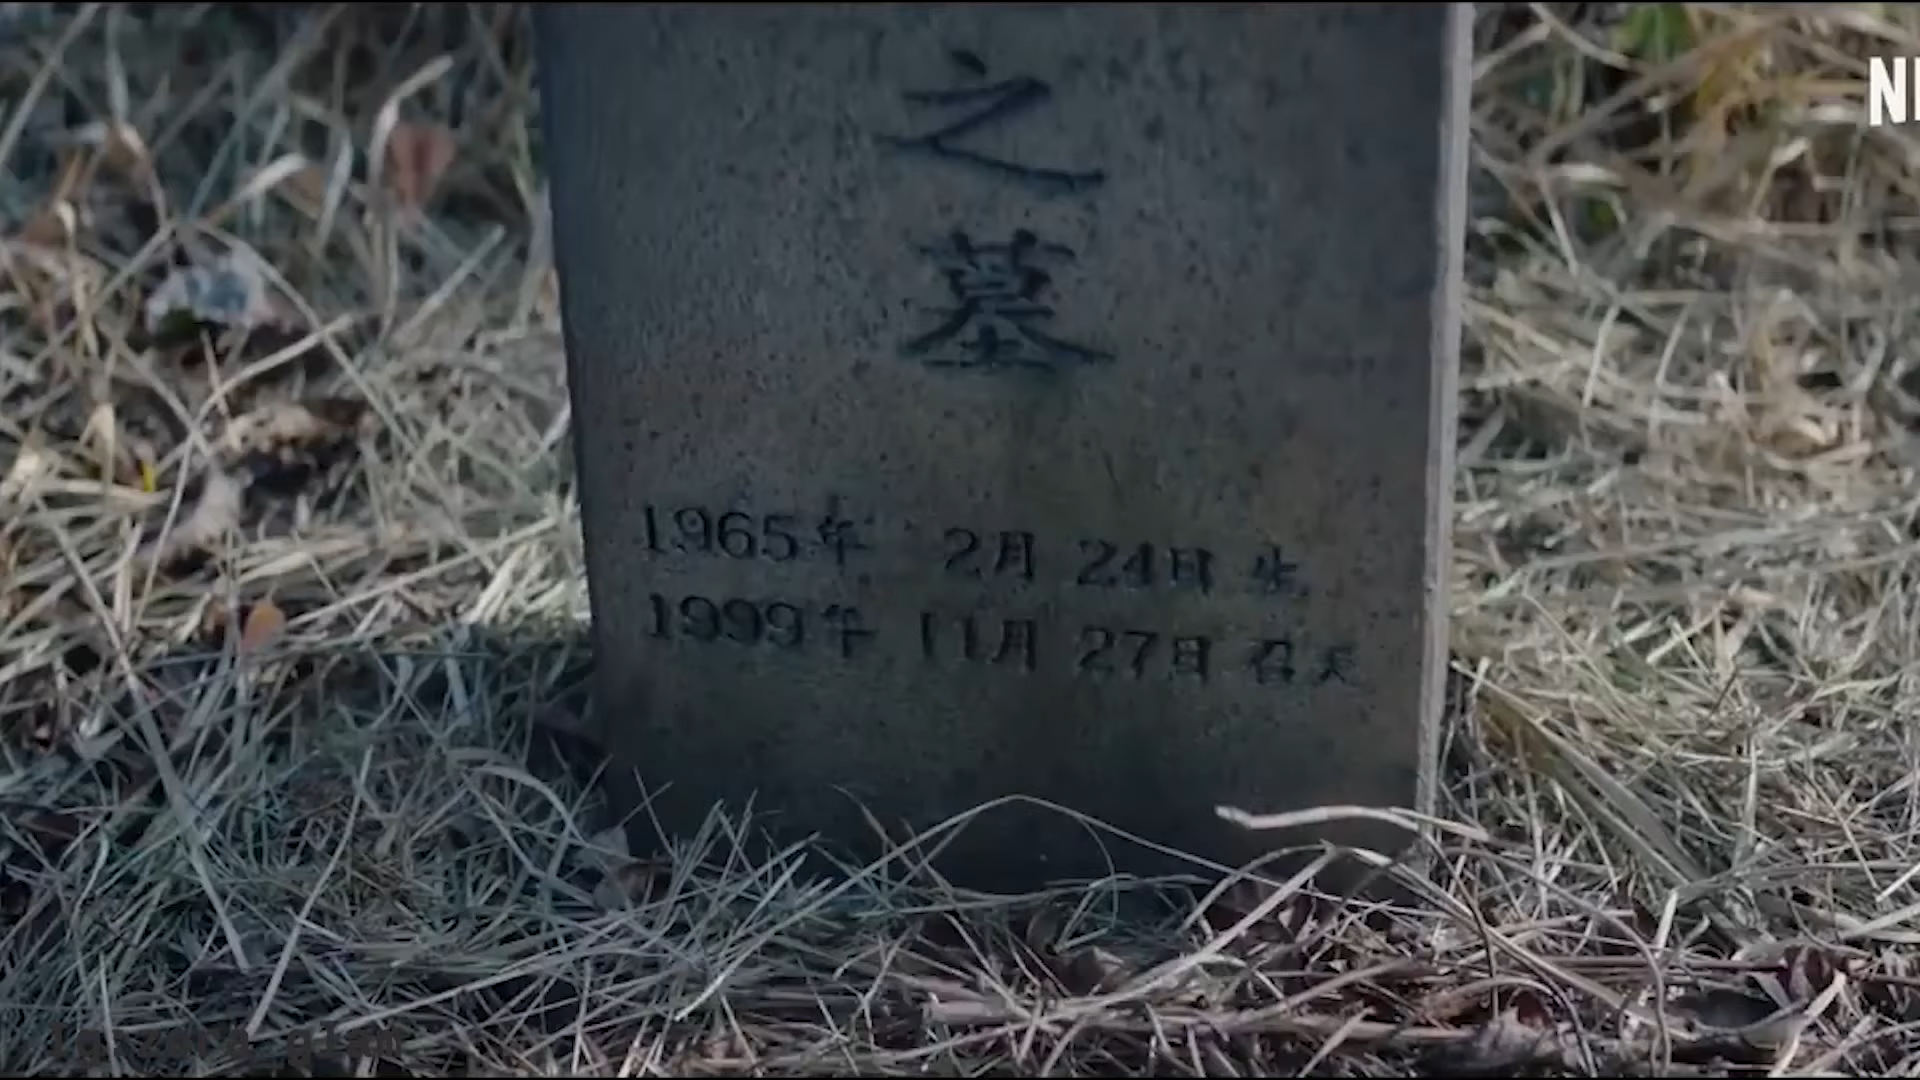 之
墓
1965年 2月 24日 生
1999年 11月 27日 召天